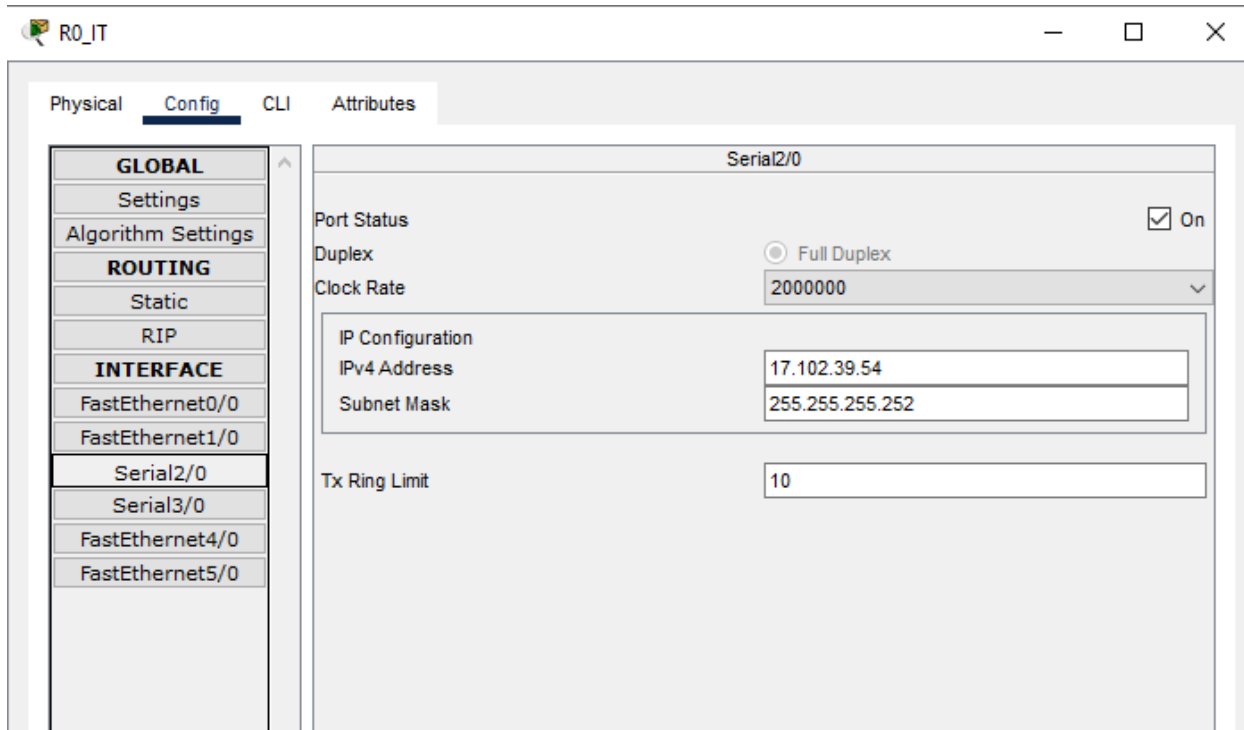 R0_IT
Physical Config CLI Attributes
GLOBAL
Settings
Algorithm Settings
ROUTING
Static
RIP
INTERFACE
FastEthernet0/0
FastEthernet1/0
Serial2/0
Serial3/0
FastEthernet4/0
FastEthernet5/0
Serial2/0
Port Status On
Duplex Full Duplex
Clock Rate 2000000
IP Configuration
IPv4 Address 17.102.39.54
Subnet Mask 255.255.255.252
Tx Ring Limit 10